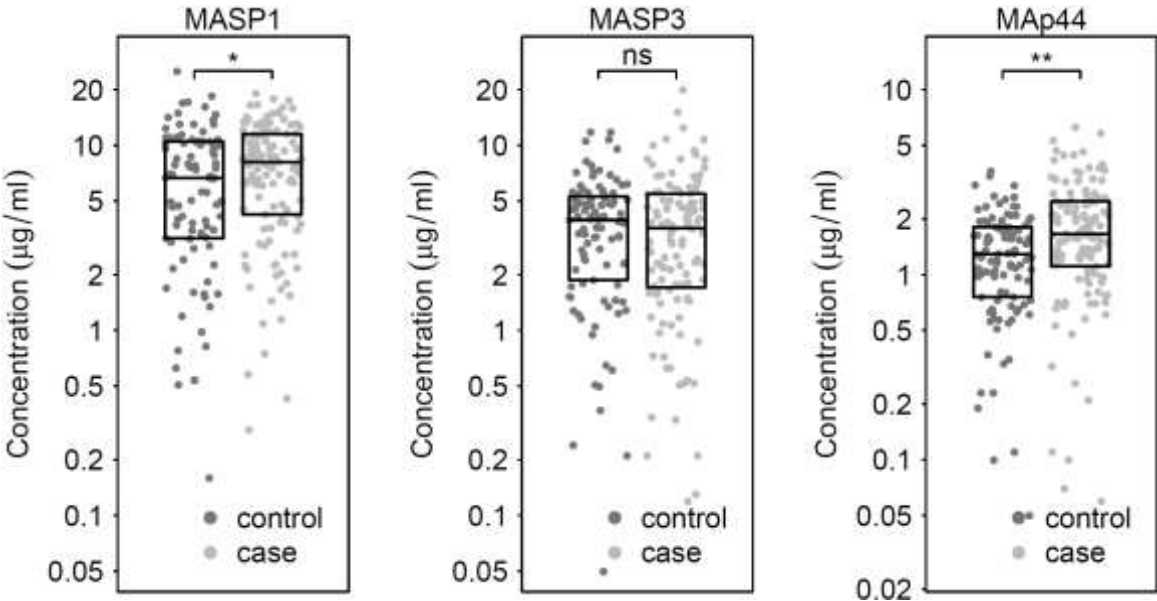 MASP1
MASP3
MAp44
*
ns
**
Concentration (μg/ml)
20
10
5
2
1
0.5
0.2
0.1
0.05
control
case
Concentration (μg/ml)
20
10
5
2
1
0.5
0.2
0.1
0.05
control
case
Concentration (μg/ml)
10
5
2
1
0.5
0.2
0.1
0.05
0.02
control
case